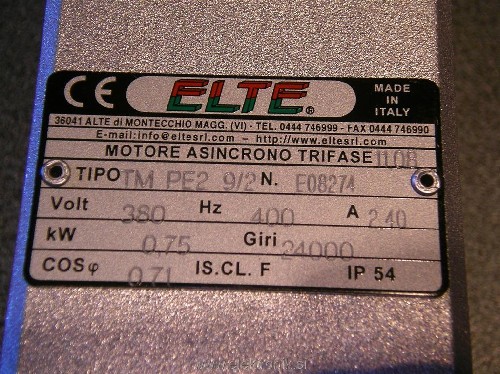 CE ELTE® MADE IN ITALY
36041 ALTE di MONTECCHIO MAGG. (VI) - TEL. 0444 746999 - FAX 0444 746990
E-mail: info@eltesrl.com - http://www.eltesrl.com
MOTORE ASINCRONO TRIFASE 1108
TIPO TM PE2 9/2 N. E08274
Volt 380 Hz 400 A 2.40
kW 0.75 Giri 24000
COSφ 0.71 IS.CL. F IP 54